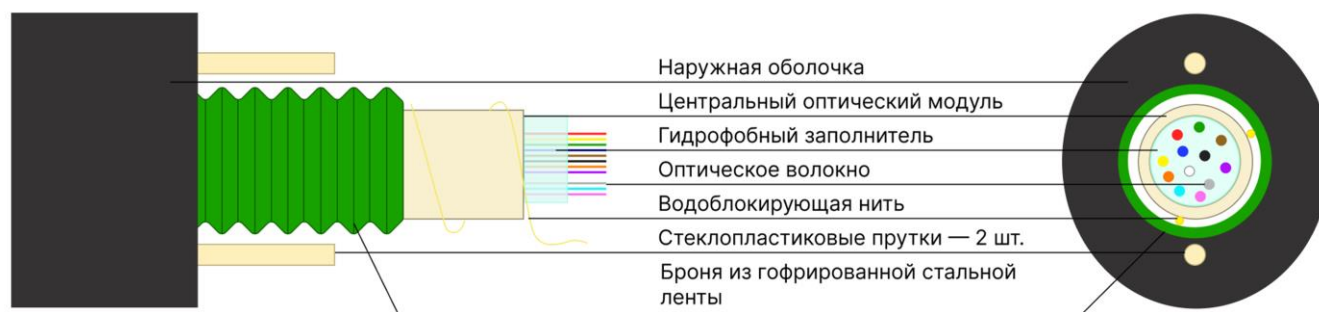 Наружная оболочка
Центральный оптический модуль
Гидрофобный заполнитель
Оптическое волокно
Водоблокирующая нить
Стеклопластиковые прутки — 2 шт.
Броня из гофрированной стальной
ленты